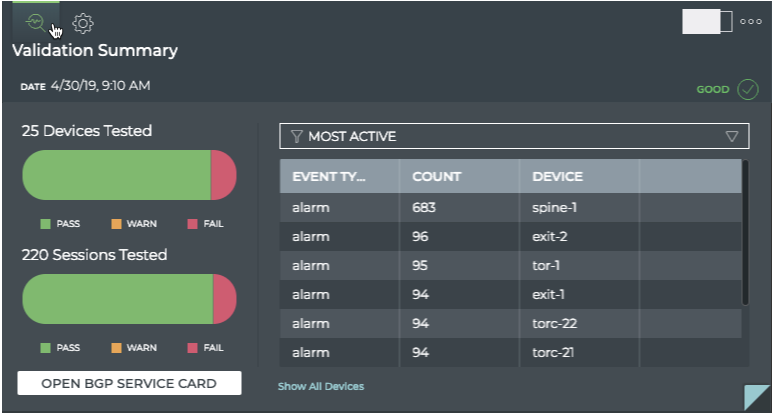 Validation Summary
DATE 4/30/19, 9:10 AM
GOOD
25 Devices Tested
PASS WARN FAIL
220 Sessions Tested
PASS WARN FAIL
OPEN BGP SERVICE CARD
MOST ACTIVE
EVENT TY... COUNT DEVICE
alarm 683 spine-1
alarm 96 exit-2
alarm 95 tor-1
alarm 94 exit-1
alarm 94 torc-22
alarm 94 torc-21
Show All Devices